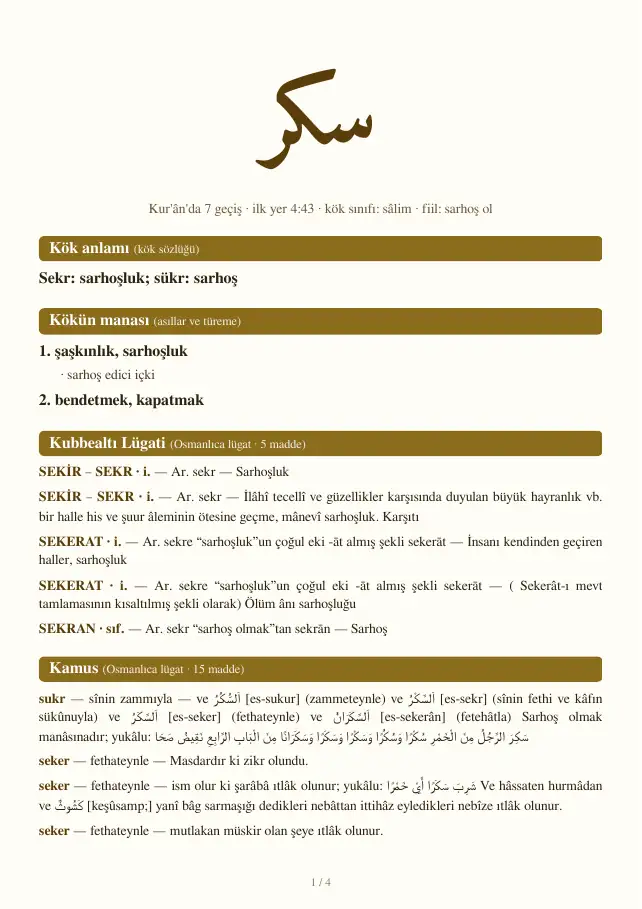 سكر
Kur'ân'da 7 geçiş · ilk yer 4:43 · kök sınıfı: sâlim · fiil: sarhoş ol
Kök anlamı (kök sözlüğü)
Sekr: sarhoşluk; sükr: sarhoş
Kökün manası (asıllar ve türeme)
1. şaşkınlık, sarhoşluk
· sarhoş edici içki
2. bendetmek, kapatmak
Kubbealtı Lügati (Osmanlıca lügat · 5 madde)
SEKİR – SEKR · i. — Ar. sekr — Sarhoşluk
SEKİR – SEKR · i. — Ar. sekr — İlâhî tecellî ve güzellikler karşısında duyulan büyük hayranlık vb.
bir halle his ve şuur âleminin ötesine geçme, mânevî sarhoşluk. Karşıtı
SEKERAT · i. — Ar. sekre “sarhoşluk”un çoğul eki -āt almış şekli sekerāt — İnsanı kendinden geçiren
haller, sarhoşluk
SEKERAT · i. — Ar. sekre “sarhoşluk”un çoğul eki -āt almış şekli sekerāt — ( Sekerât-ı mevt
tamlamasının kısaltılmış şekli olarak) Ölüm ânı sarhoşluğu
SEKRAN · sıf. — Ar. sekr “sarhoş olmak”tan sekrān — Sarhoş
Kamus (Osmanlıca lügat · 15 madde)
sukr — sînin zammıyla — ve اَلسُّكُرُ [es-sukur] (zammeteynle) ve اَلسَّكْرُ [es-sekr] (sînin fethi ve kâfın
sükûnuyla) ve اَلسَّكَرُ [es-seker] (fethateynle) ve اَلسَّكَرَانُ [es-sekerân] (fetehâtla) Sarhoş olmak
manâsınadır; yukâlu: سَكِرَ الرَّجُلُ مِنَ الْخَمْرِ سُكْرًا وَسُكُرًا وَسَكْرًا وَسَكَرًا وَسَكَرَانًا مِنَ الْبَابِ الرَّابِعِ نَقِيضُ صَحَا
seker — fethateynle — Masdardır ki zikr olundu.
seker — fethateynle — ism olur ki şarâbâ ıtlâk olunur; yukâlu: شَرِبَ سَكَرًا أَيْ خَمْرًا Ve hâssaten hurmâdan
ve كَشُوثٌ [keşûsamp;] yanî bâg sarmaşığı dedikleri nebâttan ittihâz eyledikleri nebîze ıtlâk olunur.
seker — fethateynle — mutlakan müskir olan şeye ıtlâk olunur.
1 / 4